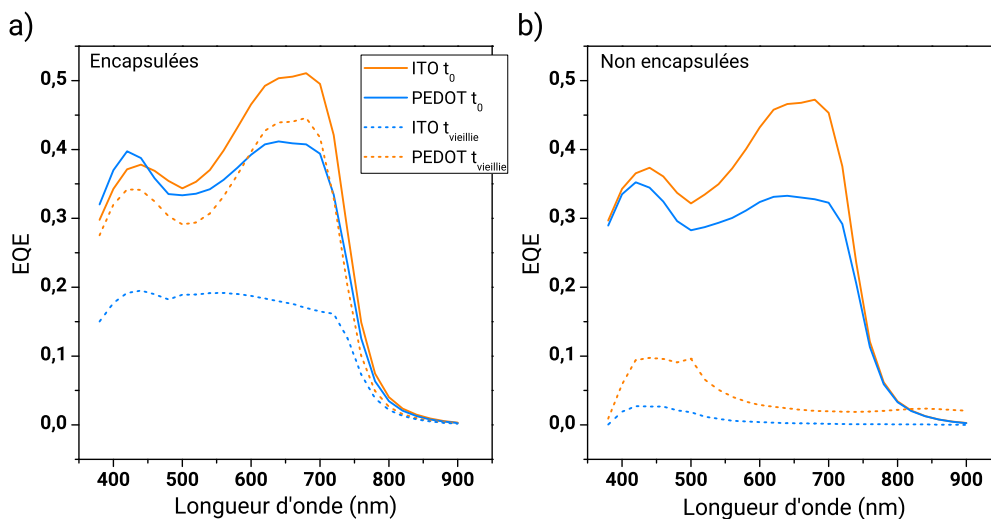 a)
Encapsulées
ITO t0
PEDOT t0
ITO tvieillie
PEDOT tvieillie
0,5
0,4
0,3
0,2
0,1
0,0
EQE
400 500 600 700 800 900
Longueur d'onde (nm)
b)
Non encapsulées
0,5
0,4
0,3
0,2
0,1
0,0
EQE
400 500 600 700 800 900
Longueur d'onde (nm)